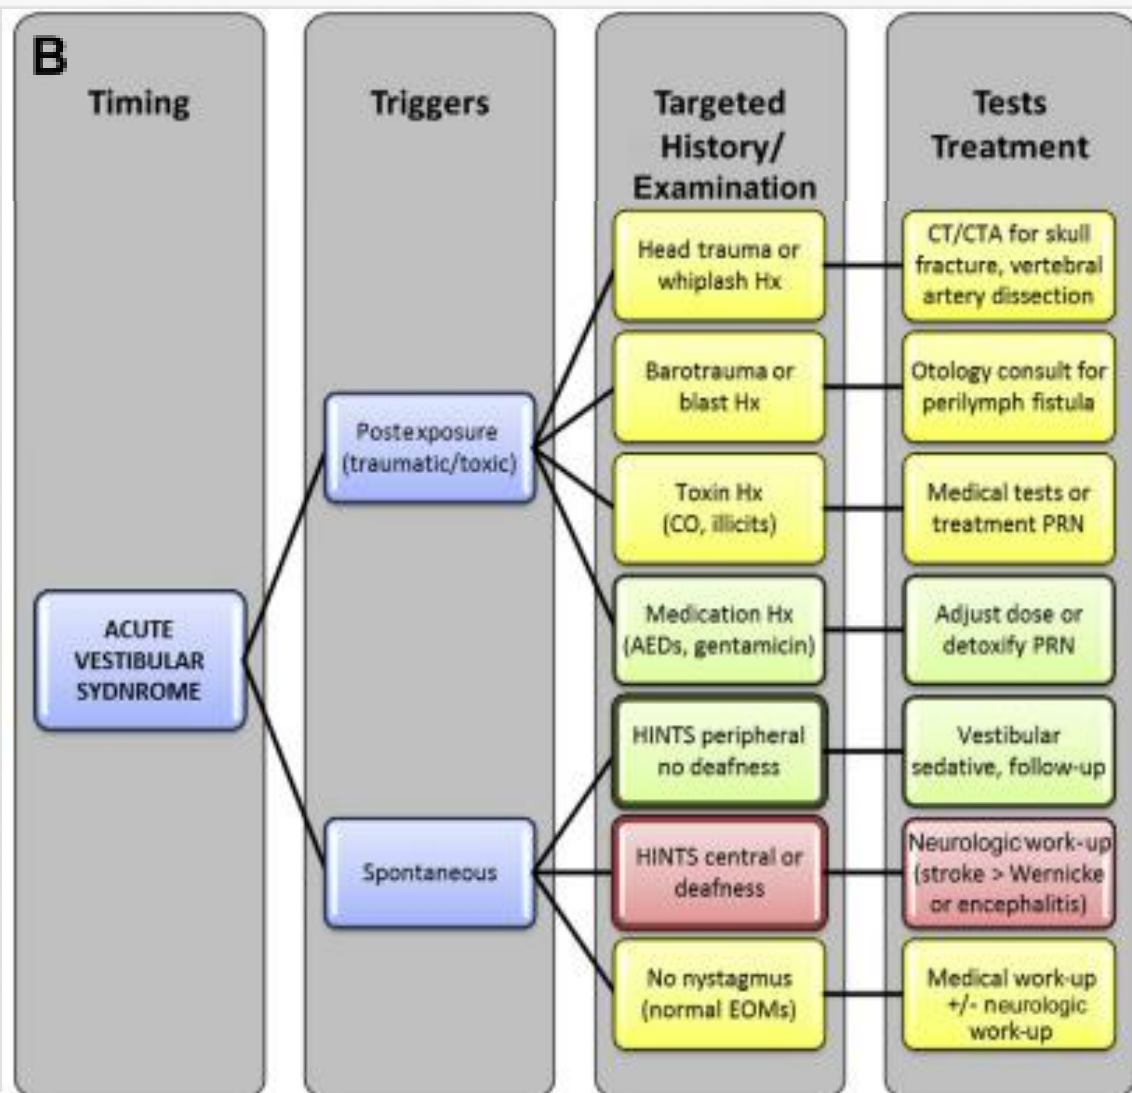 B
Timing
Triggers
Targeted
History/
Examination
Tests
Treatment
ACUTE
VESTIBULAR
SYDNROME
Postexposure
(traumatic/toxic)
Spontaneous
Head trauma or
whiplash Hx
CT/CTA for skull
fracture, vertebral
artery dissection
Barotrauma or
blast Hx
Otology consult for
perilymph fistula
Toxin Hx
(CO, illicits)
Medical tests or
treatment PRN
Medication Hx
(AEDs, gentamicin)
Adjust dose or
detoxify PRN
HINTS peripheral
no deafness
Vestibular
sedative, follow-up
HINTS central or
deafness
Neurologic work-up
(stroke > Wernicke
or encephalitis)
No nystagmus
(normal EOMs)
Medical work-up
+/- neurologic
work-up